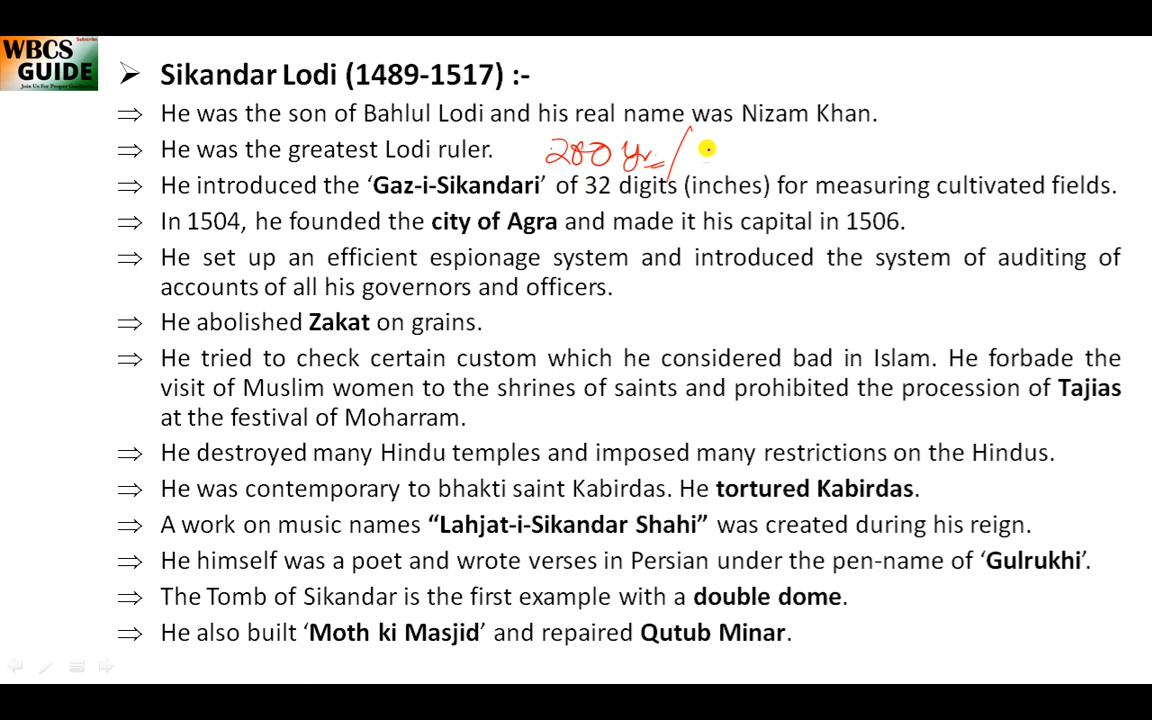 Subscribe
WBCS
GUIDE
Join Us For Proper Guidance
➢ Sikandar Lodi (1489-1517) :-
⇒ He was the son of Bahlul Lodi and his real name was Nizam Khan.
⇒ He was the greatest Lodi ruler. 200 yr
⇒ He introduced the ‘Gaz-i-Sikandari’ of 32 digits (inches) for measuring cultivated fields.
⇒ In 1504, he founded the city of Agra and made it his capital in 1506.
⇒ He set up an efficient espionage system and introduced the system of auditing of
accounts of all his governors and officers.
⇒ He abolished Zakat on grains.
⇒ He tried to check certain custom which he considered bad in Islam. He forbade the
visit of Muslim women to the shrines of saints and prohibited the procession of Tajias
at the festival of Moharram.
⇒ He destroyed many Hindu temples and imposed many restrictions on the Hindus.
⇒ He was contemporary to bhakti saint Kabirdas. He tortured Kabirdas.
⇒ A work on music names “Lahjat-i-Sikandar Shahi” was created during his reign.
⇒ He himself was a poet and wrote verses in Persian under the pen-name of ‘Gulrukhi’.
⇒ The Tomb of Sikandar is the first example with a double dome.
⇒ He also built ‘Moth ki Masjid’ and repaired Qutub Minar.